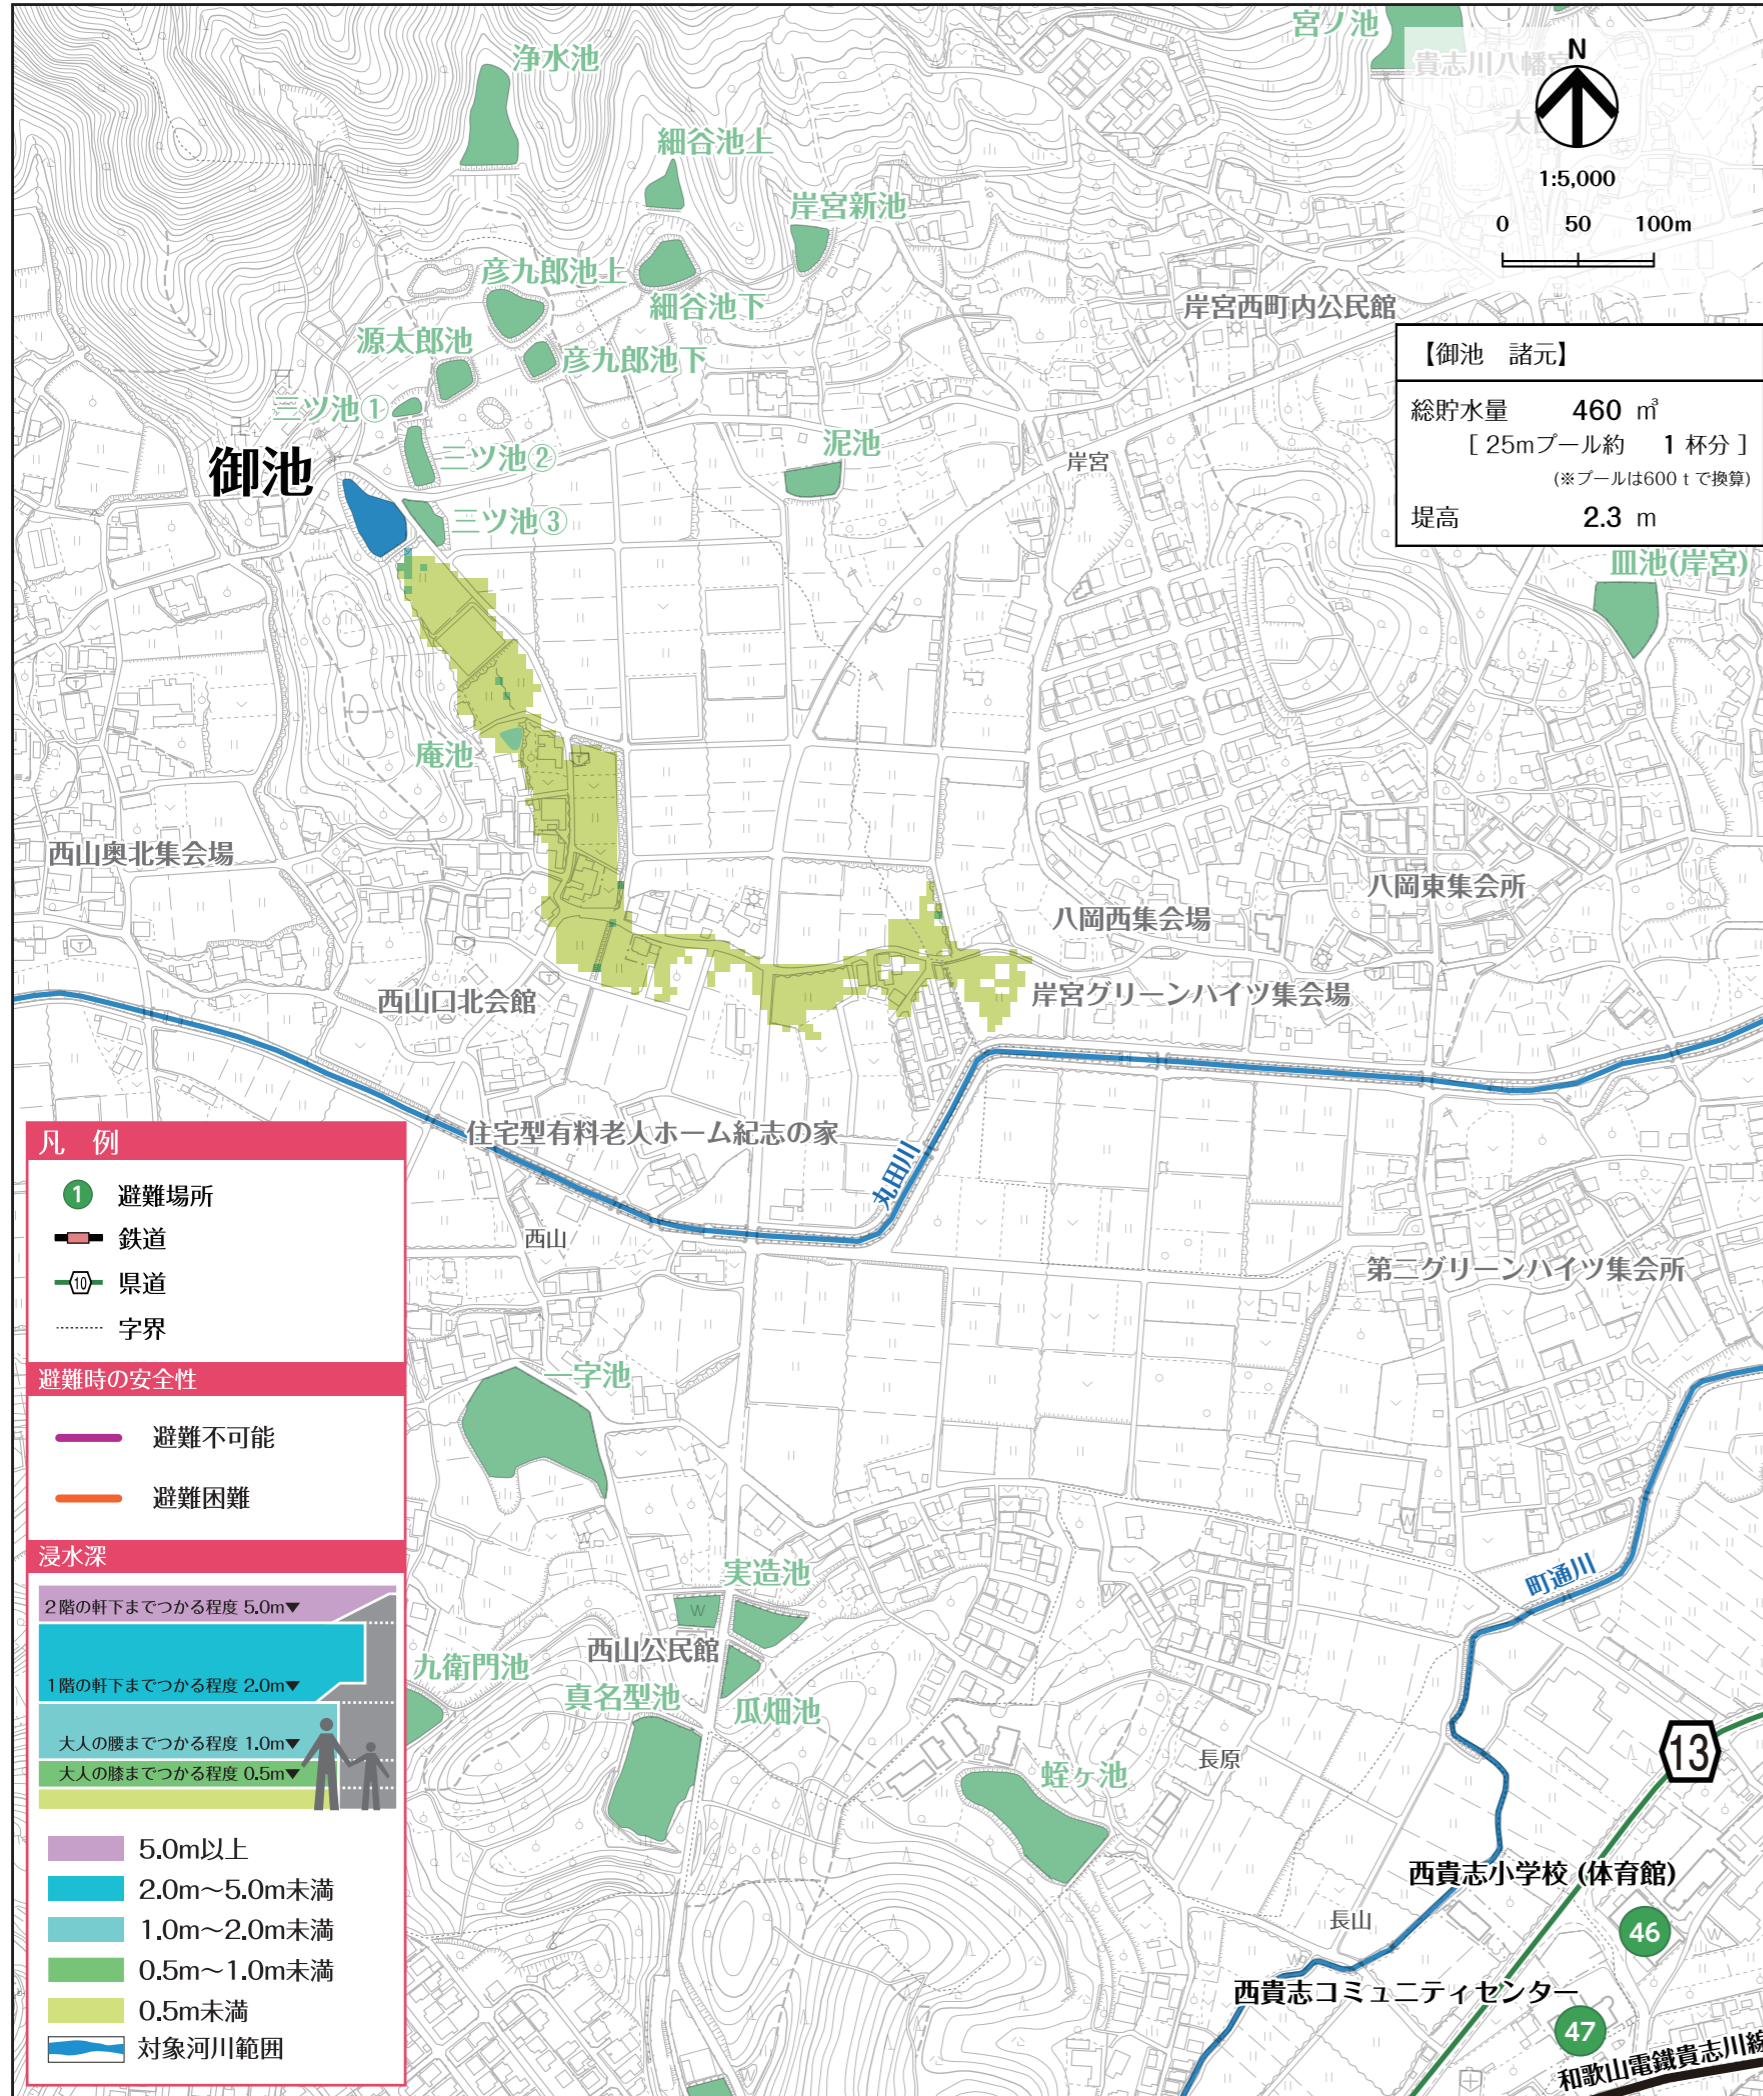 宮ノ池
浄水池
貴志川八幡宮
N
1:5,000
0 50 100m
細谷池上
岸宮新池
彦九郎池上
細谷池下
岸宮西町内公民館
源太郎池
彦九郎池下
【御池 諸元】
総貯水量 460 ㎥
[ 25mプール約 1 杯分 ]
(※プールは600 t で換算)
堤高 2.3 m
三ツ池①
三ツ池②
泥池
岸宮
御池
三ツ池③
皿池(岸宮)
庵池
西山奥北集会場
八岡東集会所
八岡西集会場
西山口北会館
岸宮グリーンハイツ集会場
住宅型有料老人ホーム紀志の家
丸田川
西山
第二グリーンハイツ集会所
凡 例
1 避難場所
鉄道
10 県道
字界
避難時の安全性
避難不可能
避難困難
浸水深
2階の軒下までつかる程度 5.0m▼
1階の軒下までつかる程度 2.0m▼
大人の腰までつかる程度 1.0m▼
大人の膝までつかる程度 0.5m▼
5.0m以上
2.0m～5.0m未満
1.0m～2.0m未満
0.5m～1.0m未満
0.5m未満
対象河川範囲
一字池
町通川
実造池
西山公民館
九衛門池
真名型池
瓜畑池
蛭ヶ池
長原
13
西貴志小学校 (体育館)
46
長山
西貴志コミュニティセンター
47
和歌山電鐵貴志川線